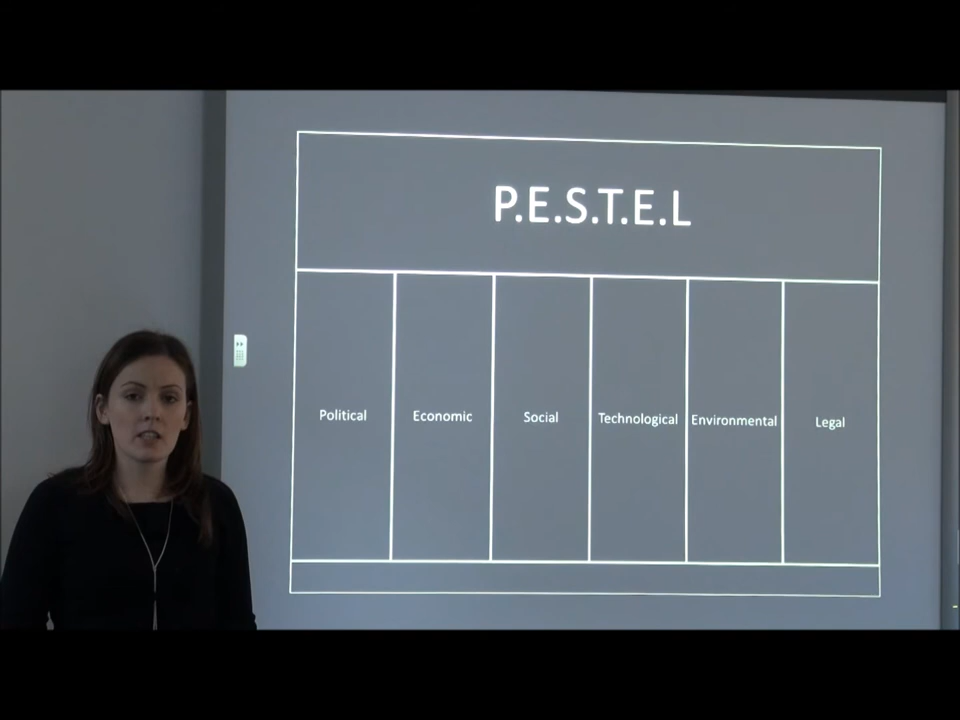 P.E.S.T.E.L
Political
Economic
Social
Technological
Environmental
Legal